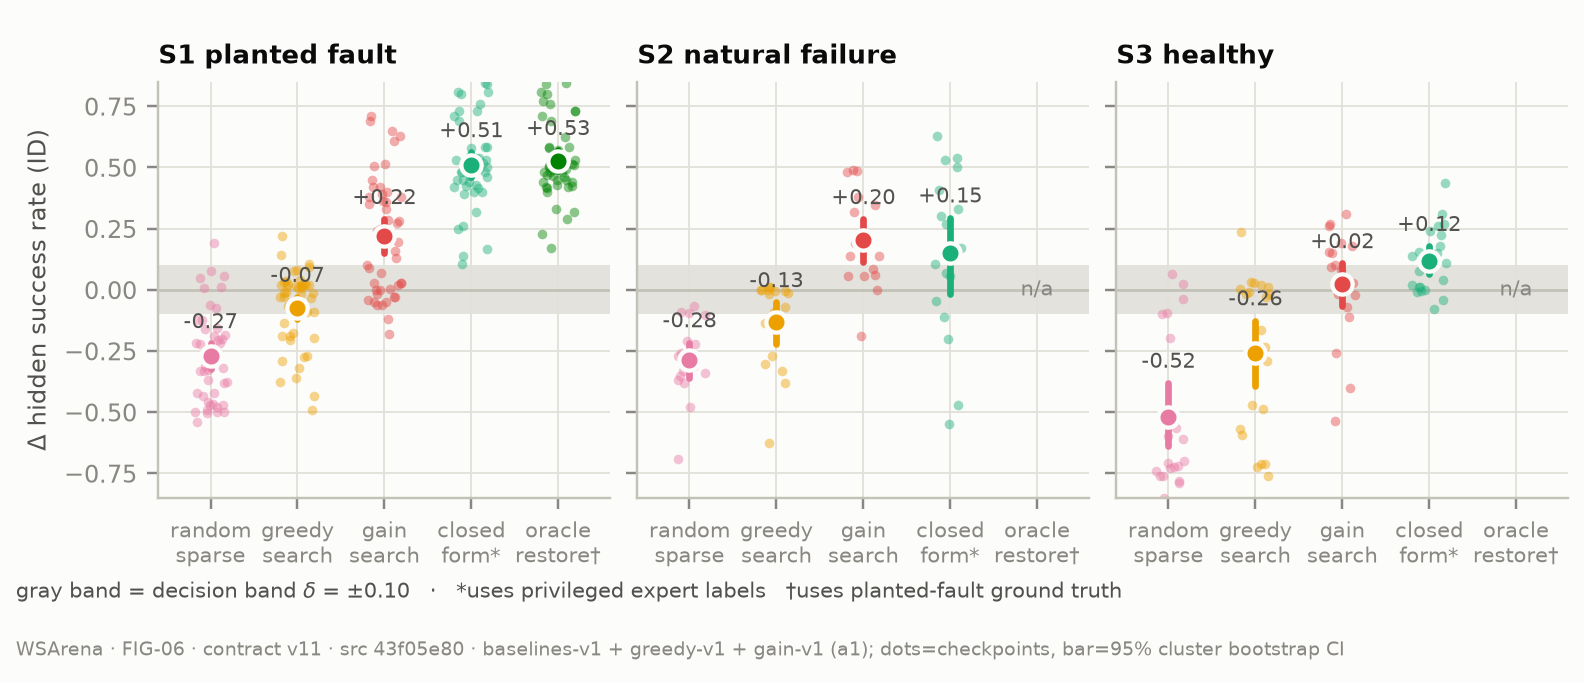 S1 planted fault
S2 natural failure
S3 healthy
Δ hidden success rate (ID)
0.75
0.50
0.25
0.00
−0.25
−0.50
−0.75
-0.27
-0.07
+0.22
+0.51
+0.53
-0.28
-0.13
+0.20
+0.15
n/a
-0.52
-0.26
+0.02
+0.12
n/a
random sparse
greedy search
gain search
closed form*
oracle restore†
random sparse
greedy search
gain search
closed form*
oracle restore†
random sparse
greedy search
gain search
closed form*
oracle restore†
gray band = decision band δ = ±0.10 · *uses privileged expert labels †uses planted-fault ground truth
WSArena · FIG-06 · contract v11 · src 43f05e80 · baselines-v1 + greedy-v1 + gain-v1 (a1); dots=checkpoints, bar=95% cluster bootstrap CI